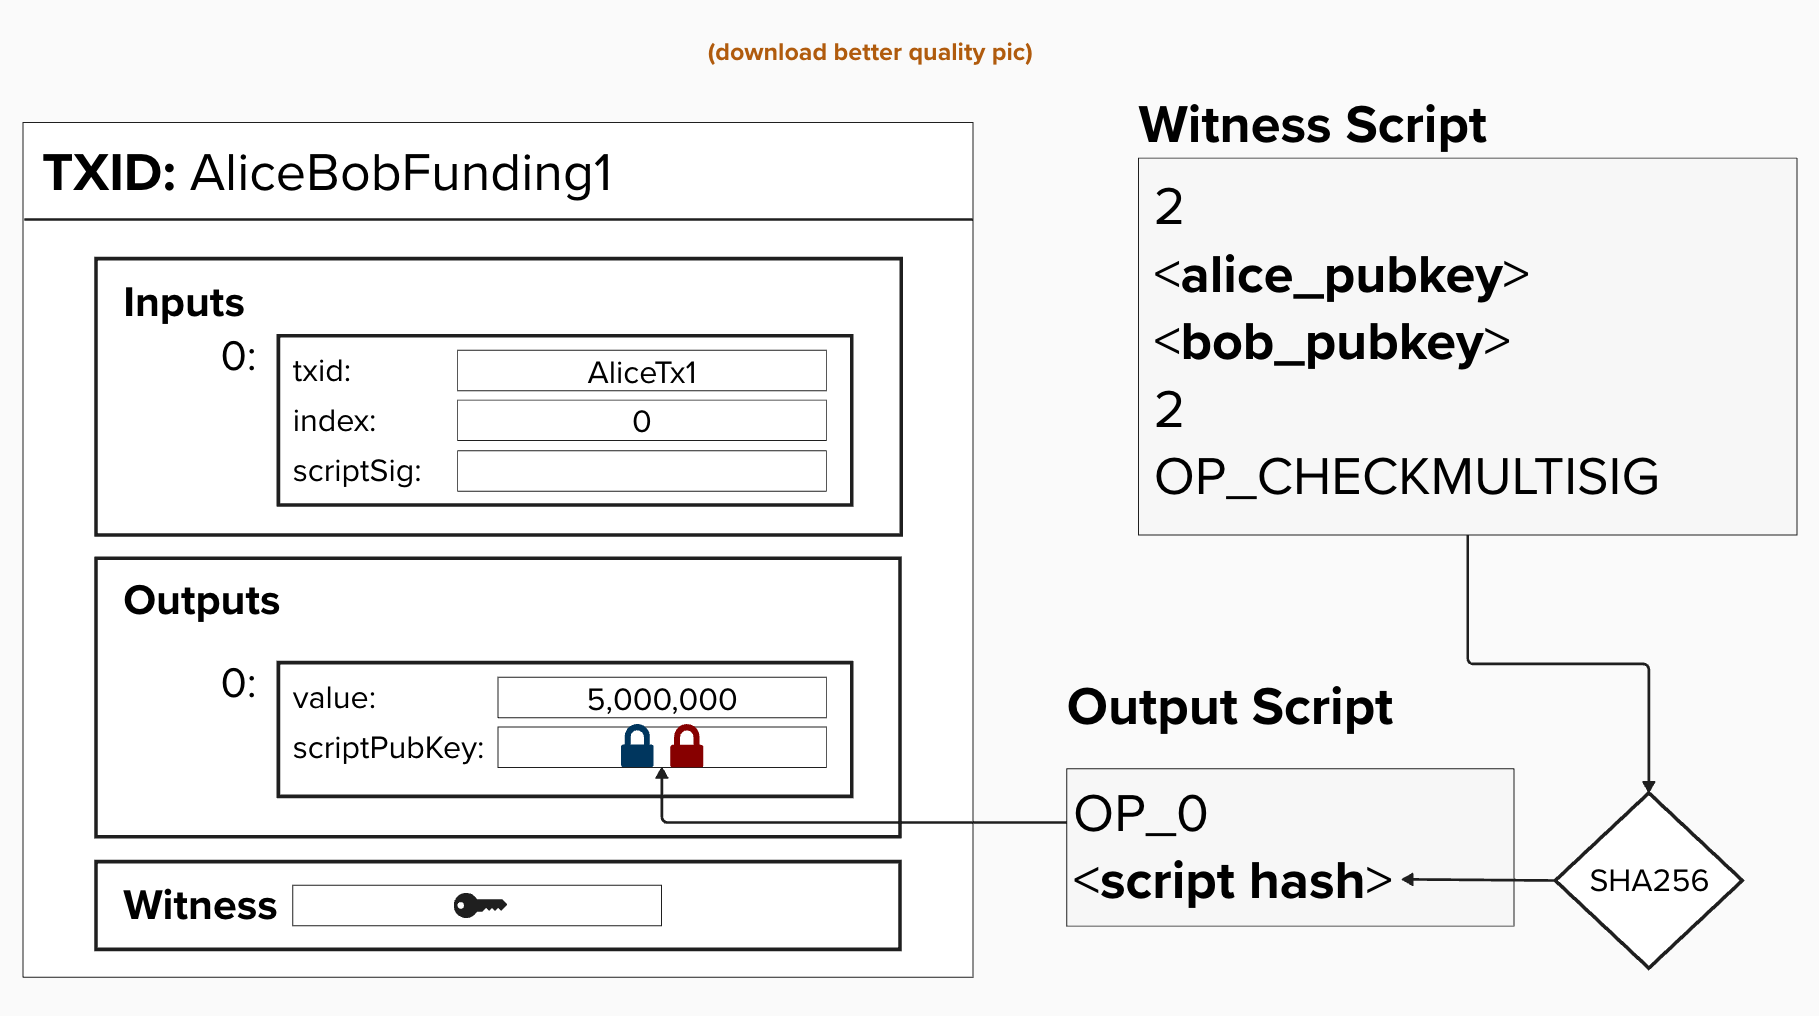 (download better quality pic)
TXID: AliceBobFunding1
Inputs
0:
txid: AliceTx1
index: 0
scriptSig:
Outputs
0:
value: 5,000,000
scriptPubKey:
Witness
Witness Script
2
<alice_pubkey>
<bob_pubkey>
2
OP_CHECKMULTISIG
Output Script
OP_0
<script hash>
SHA256